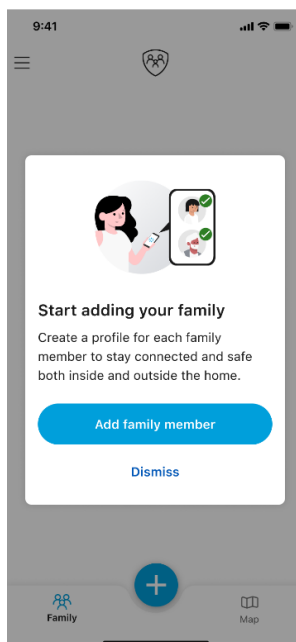 9:41
Start adding your family
Create a profile for each family
member to stay connected and safe
both inside and outside the home.
Add family member
Dismiss
Family
Map